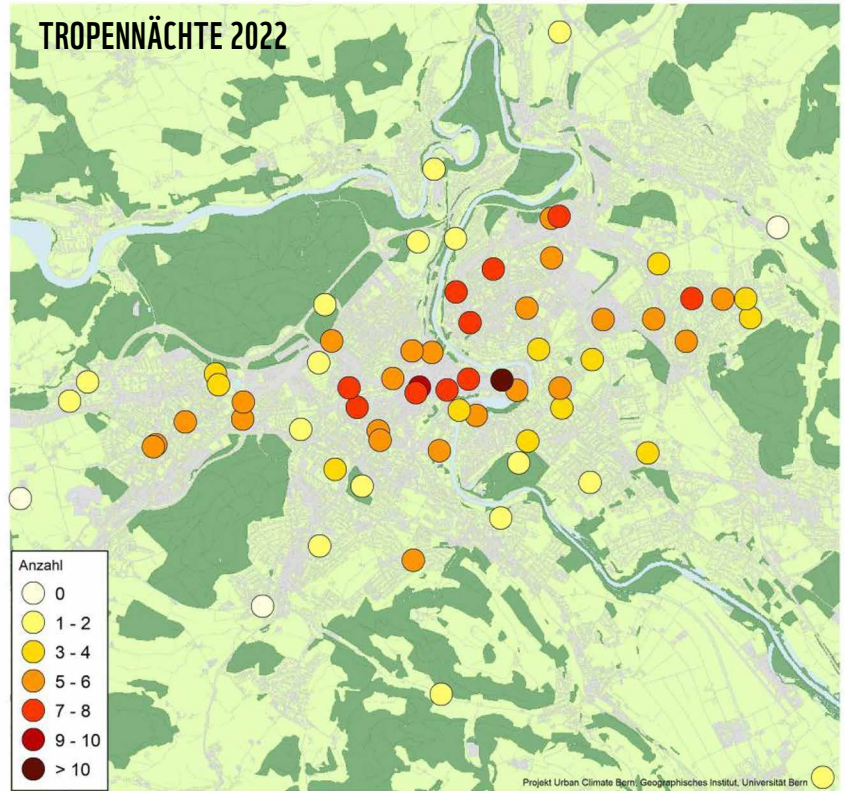 TROPENNÄCHTE 2022
Anzahl
0
1 - 2
3 - 4
5 - 6
7 - 8
9 - 10
> 10
Projekt Urban Climate Bern, Geographisches Institut, Universität Bern